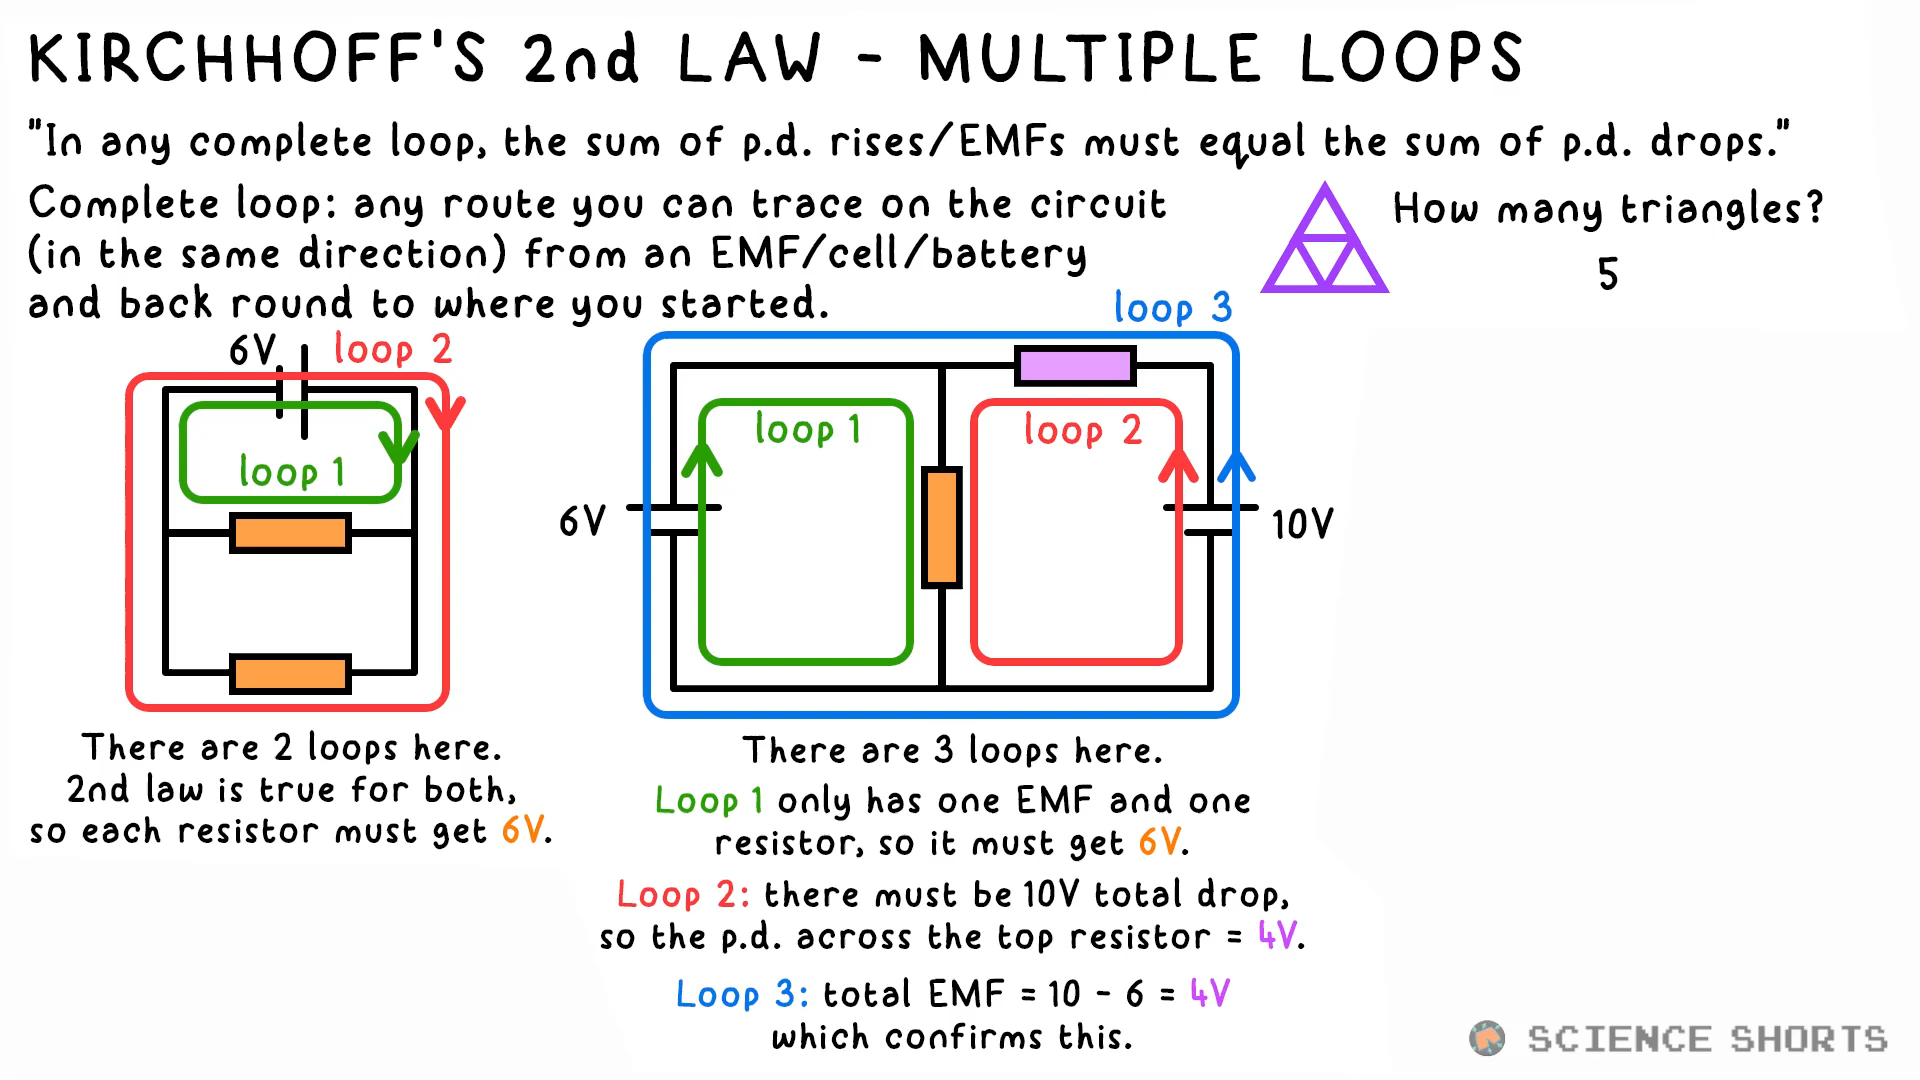 KIRCHHOFF'S 2nd LAW - MULTIPLE LOOPS
"In any complete loop, the sum of p.d. rises/EMFs must equal the sum of p.d. drops."
Complete loop: any route you can trace on the circuit
(in the same direction) from an EMF/cell/battery
and back round to where you started.
How many triangles?
5
6V
loop 2
loop 1
There are 2 loops here.
2nd law is true for both,
so each resistor must get 6V.
loop 3
loop 1
loop 2
6V
10V
There are 3 loops here.
Loop 1 only has one EMF and one
resistor, so it must get 6V.
Loop 2: there must be 10V total drop,
so the p.d. across the top resistor = 4V.
Loop 3: total EMF = 10 - 6 = 4V
which confirms this.
SCIENCE SHORTS